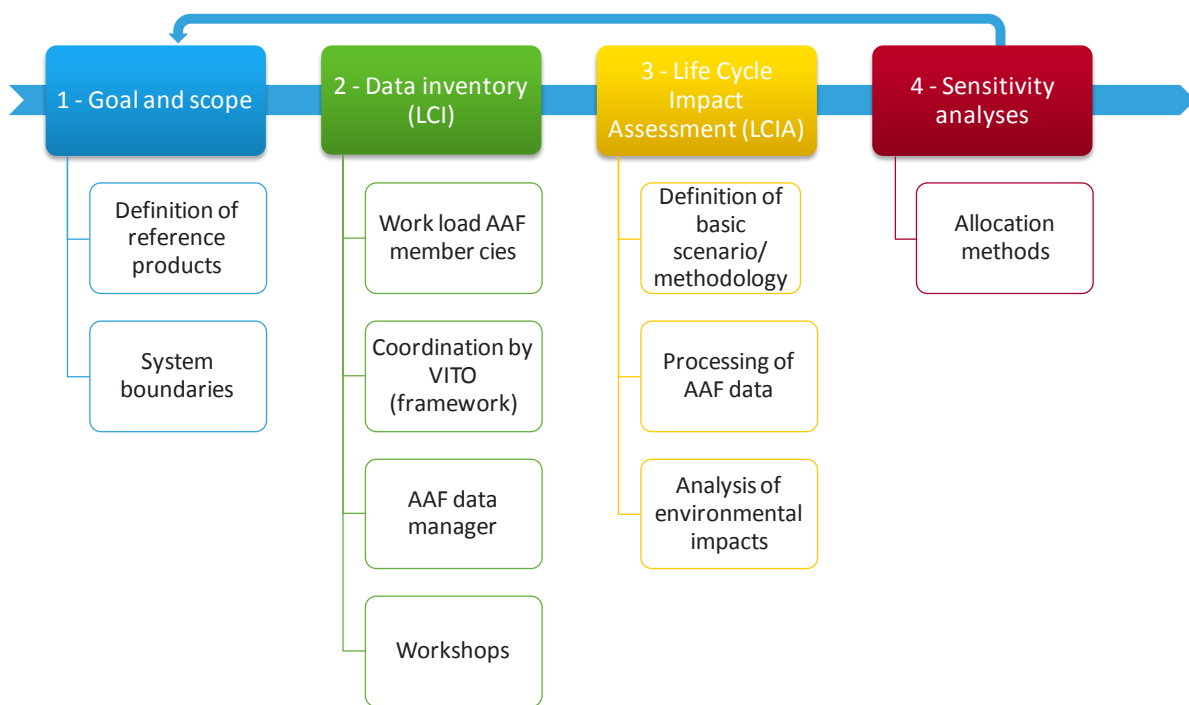 1 - Goal and scope
2 - Data inventory
(LCI)
3 - Life Cycle
Impact
Assessment (LCIA)
4 - Sensitivity
analyses
Definition of
reference
products
System
boundaries
Work load AAF
member cies
Coordination by
VITO
(framework)
AAF data
manager
Workshops
Definition of
basic
scenario/
methodology
Processing of
AAF data
Analysis of
environmental
impacts
Allocation
methods